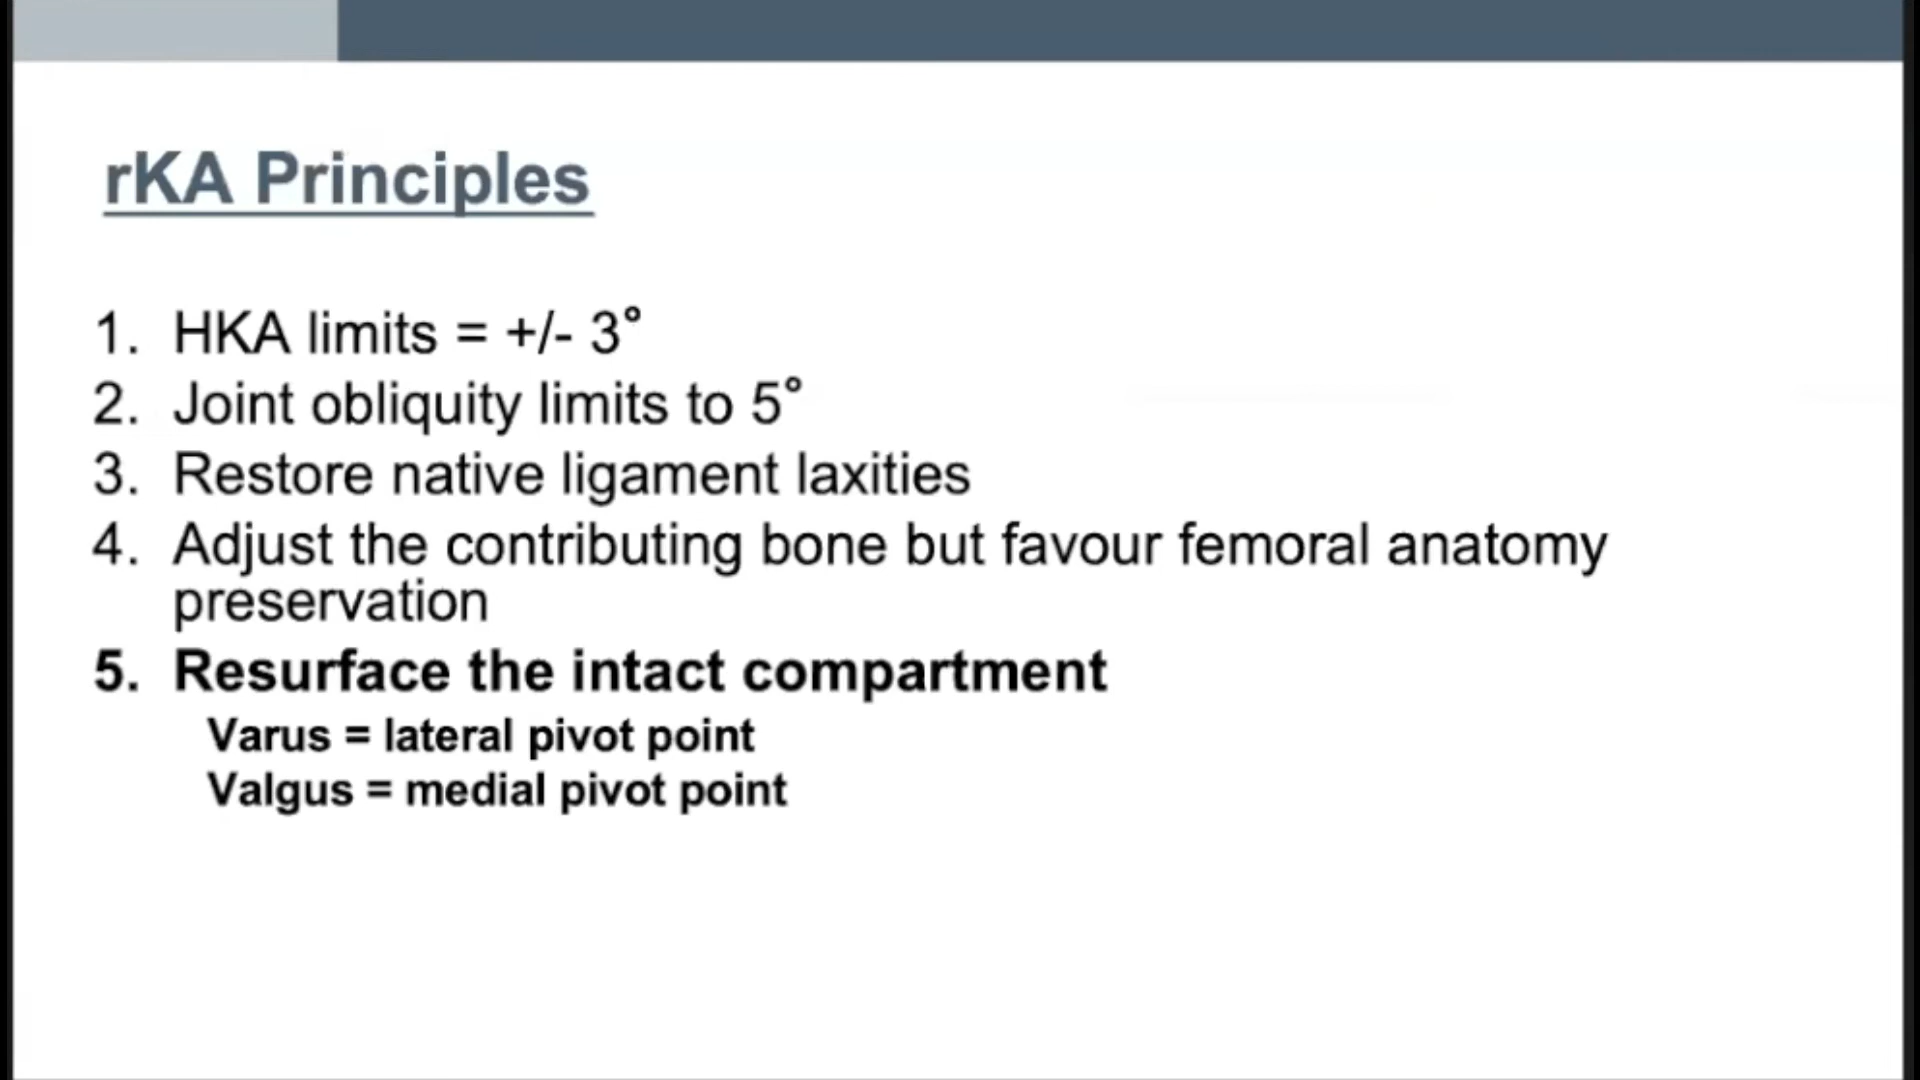 rKA Principles
1. HKA limits = +/- 3°
2. Joint obliquity limits to 5°
3. Restore native ligament laxities
4. Adjust the contributing bone but favour femoral anatomy
preservation
5. Resurface the intact compartment
Varus = lateral pivot point
Valgus = medial pivot point